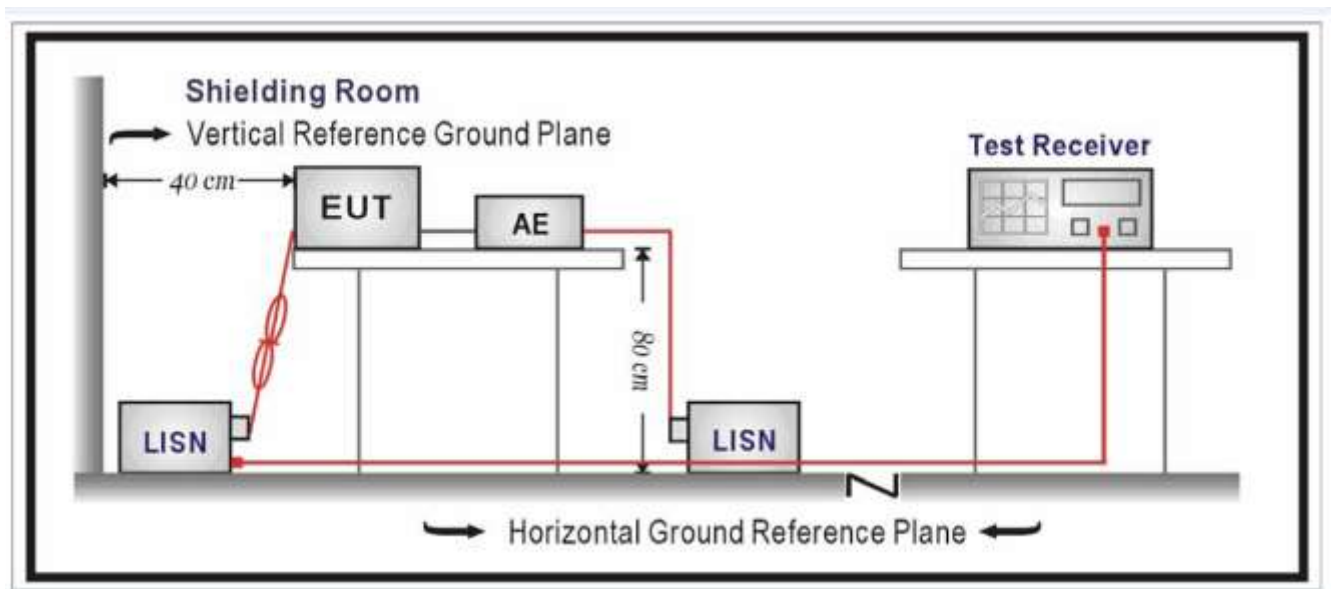 Shielding Room
Vertical Reference Ground Plane
40 cm
Test Receiver
EUT
AE
80 cm
LISN
LISN
Horizontal Ground Reference Plane